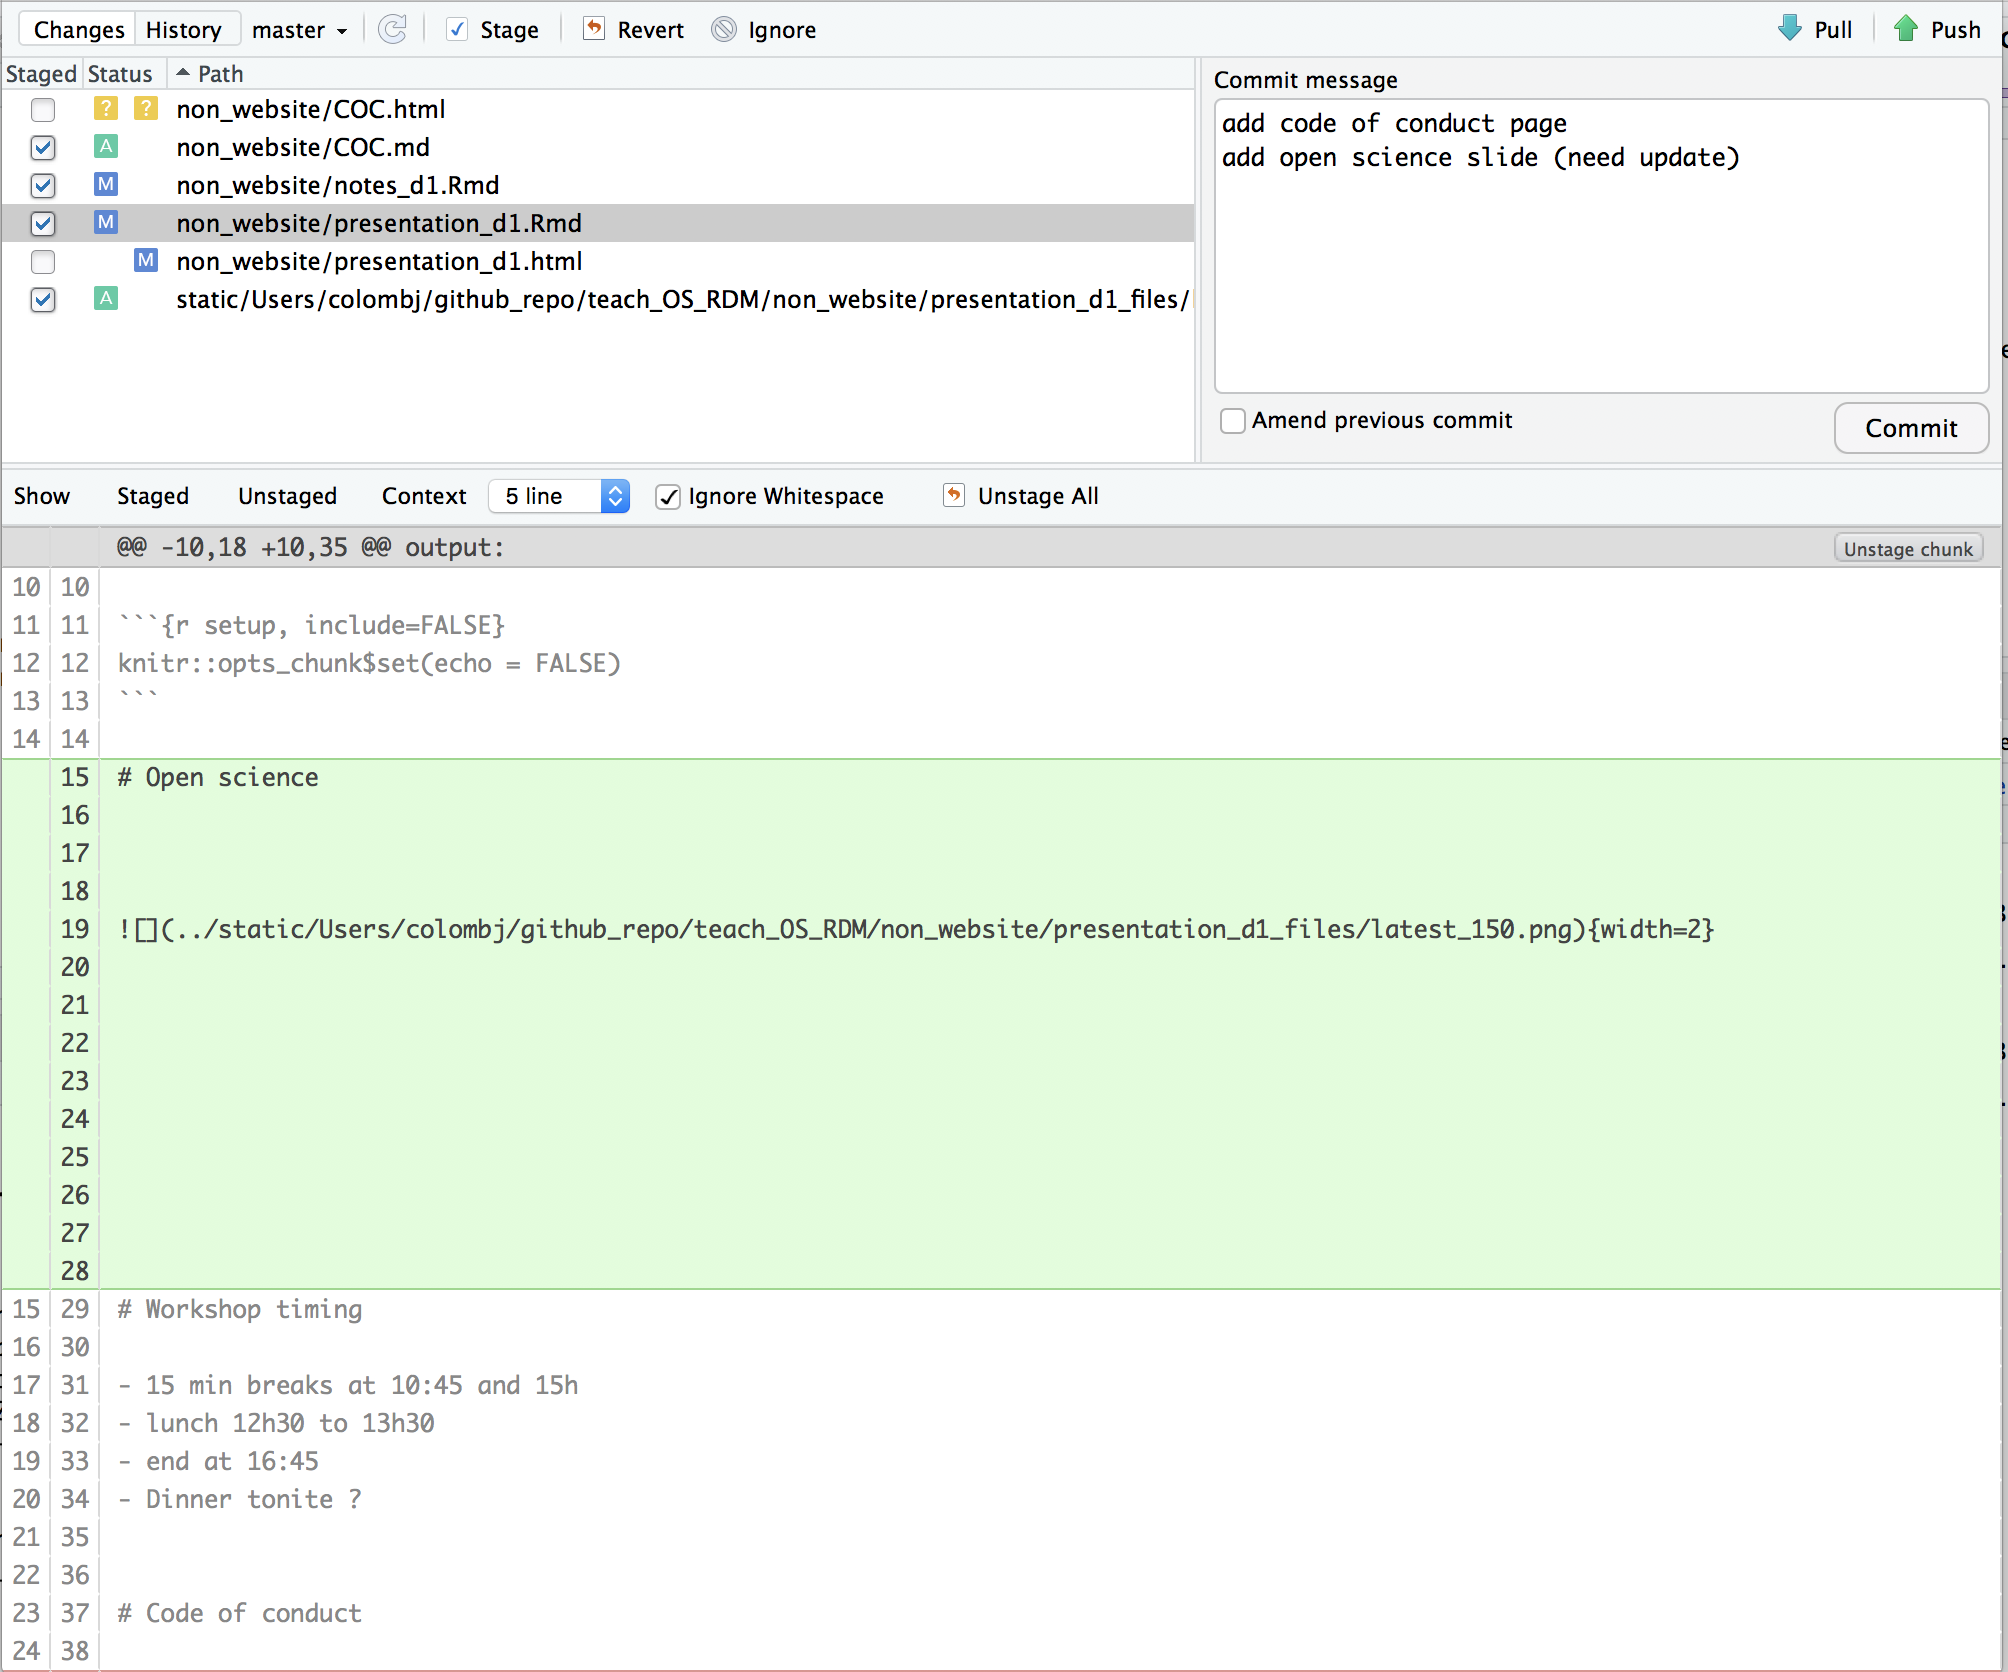 Changes History master Stage Revert Ignore Pull Push
Staged Status Path
? ? non_website/COC.html
A non_website/COC.md
M non_website/notes_d1.Rmd
M non_website/presentation_d1.Rmd
M non_website/presentation_d1.html
A static/Users/colombj/github_repo/teach_OS_RDM/non_website/presentation_d1_files/
Commit message
add code of conduct page
add open science slide (need update)
Amend previous commit
Commit
Show Staged Unstaged Context 5 line Ignore Whitespace Unstage All
@@ -10,18 +10,35 @@ output: Unstage chunk
10 10
11 11 ```{r setup, include=FALSE}
12 12 knitr::opts_chunk$set(echo = FALSE)
13 13 ```
14 14
15 # Open science
16
17
18
19 ![](../static/Users/colombj/github_repo/teach_OS_RDM/non_website/presentation_d1_files/latest_150.png){width=2}
20
21
22
23
24
25
26
27
28
15 29 # Workshop timing
16 30
17 31 - 15 min breaks at 10:45 and 15h
18 32 - lunch 12h30 to 13h30
19 33 - end at 16:45
20 34 - Dinner tonite ?
21 35
22 36
23 37 # Code of conduct
24 38